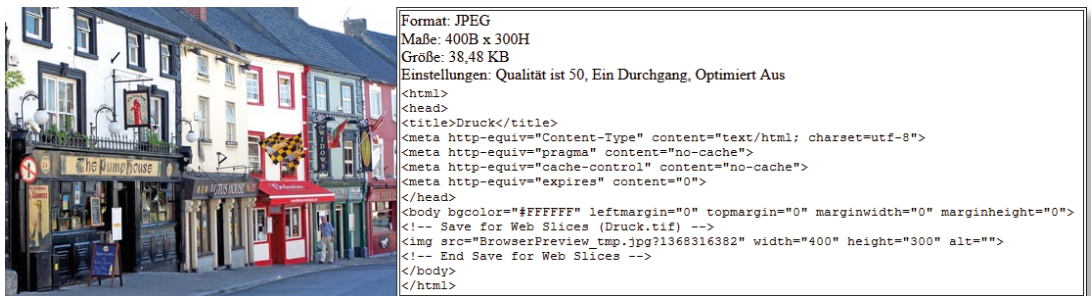 The Pump House
GUINNESS
LOTUS HOUSE
WIDOWS
Format: JPEG
Maße: 400B x 300H
Größe: 38,48 KB
Einstellungen: Qualität ist 50, Ein Durchgang, Optimiert Aus
<html>
<head>
<title>Druck</title>
<meta http-equiv="Content-Type" content="text/html; charset=utf-8">
<meta http-equiv="pragma" content="no-cache">
<meta http-equiv="cache-control" content="no-cache">
<meta http-equiv="expires" content="0">
</head>
<body bgcolor="#FFFFFF" leftmargin="0" topmargin="0" marginwidth="0" marginheight="0">
<!-- Save for Web Slices (Druck.tif) -->
<img src="BrowserPreview_tmp.jpg?1368316382" width="400" height="300" alt="">
<!-- End Save for Web Slices -->
</body>
</html>